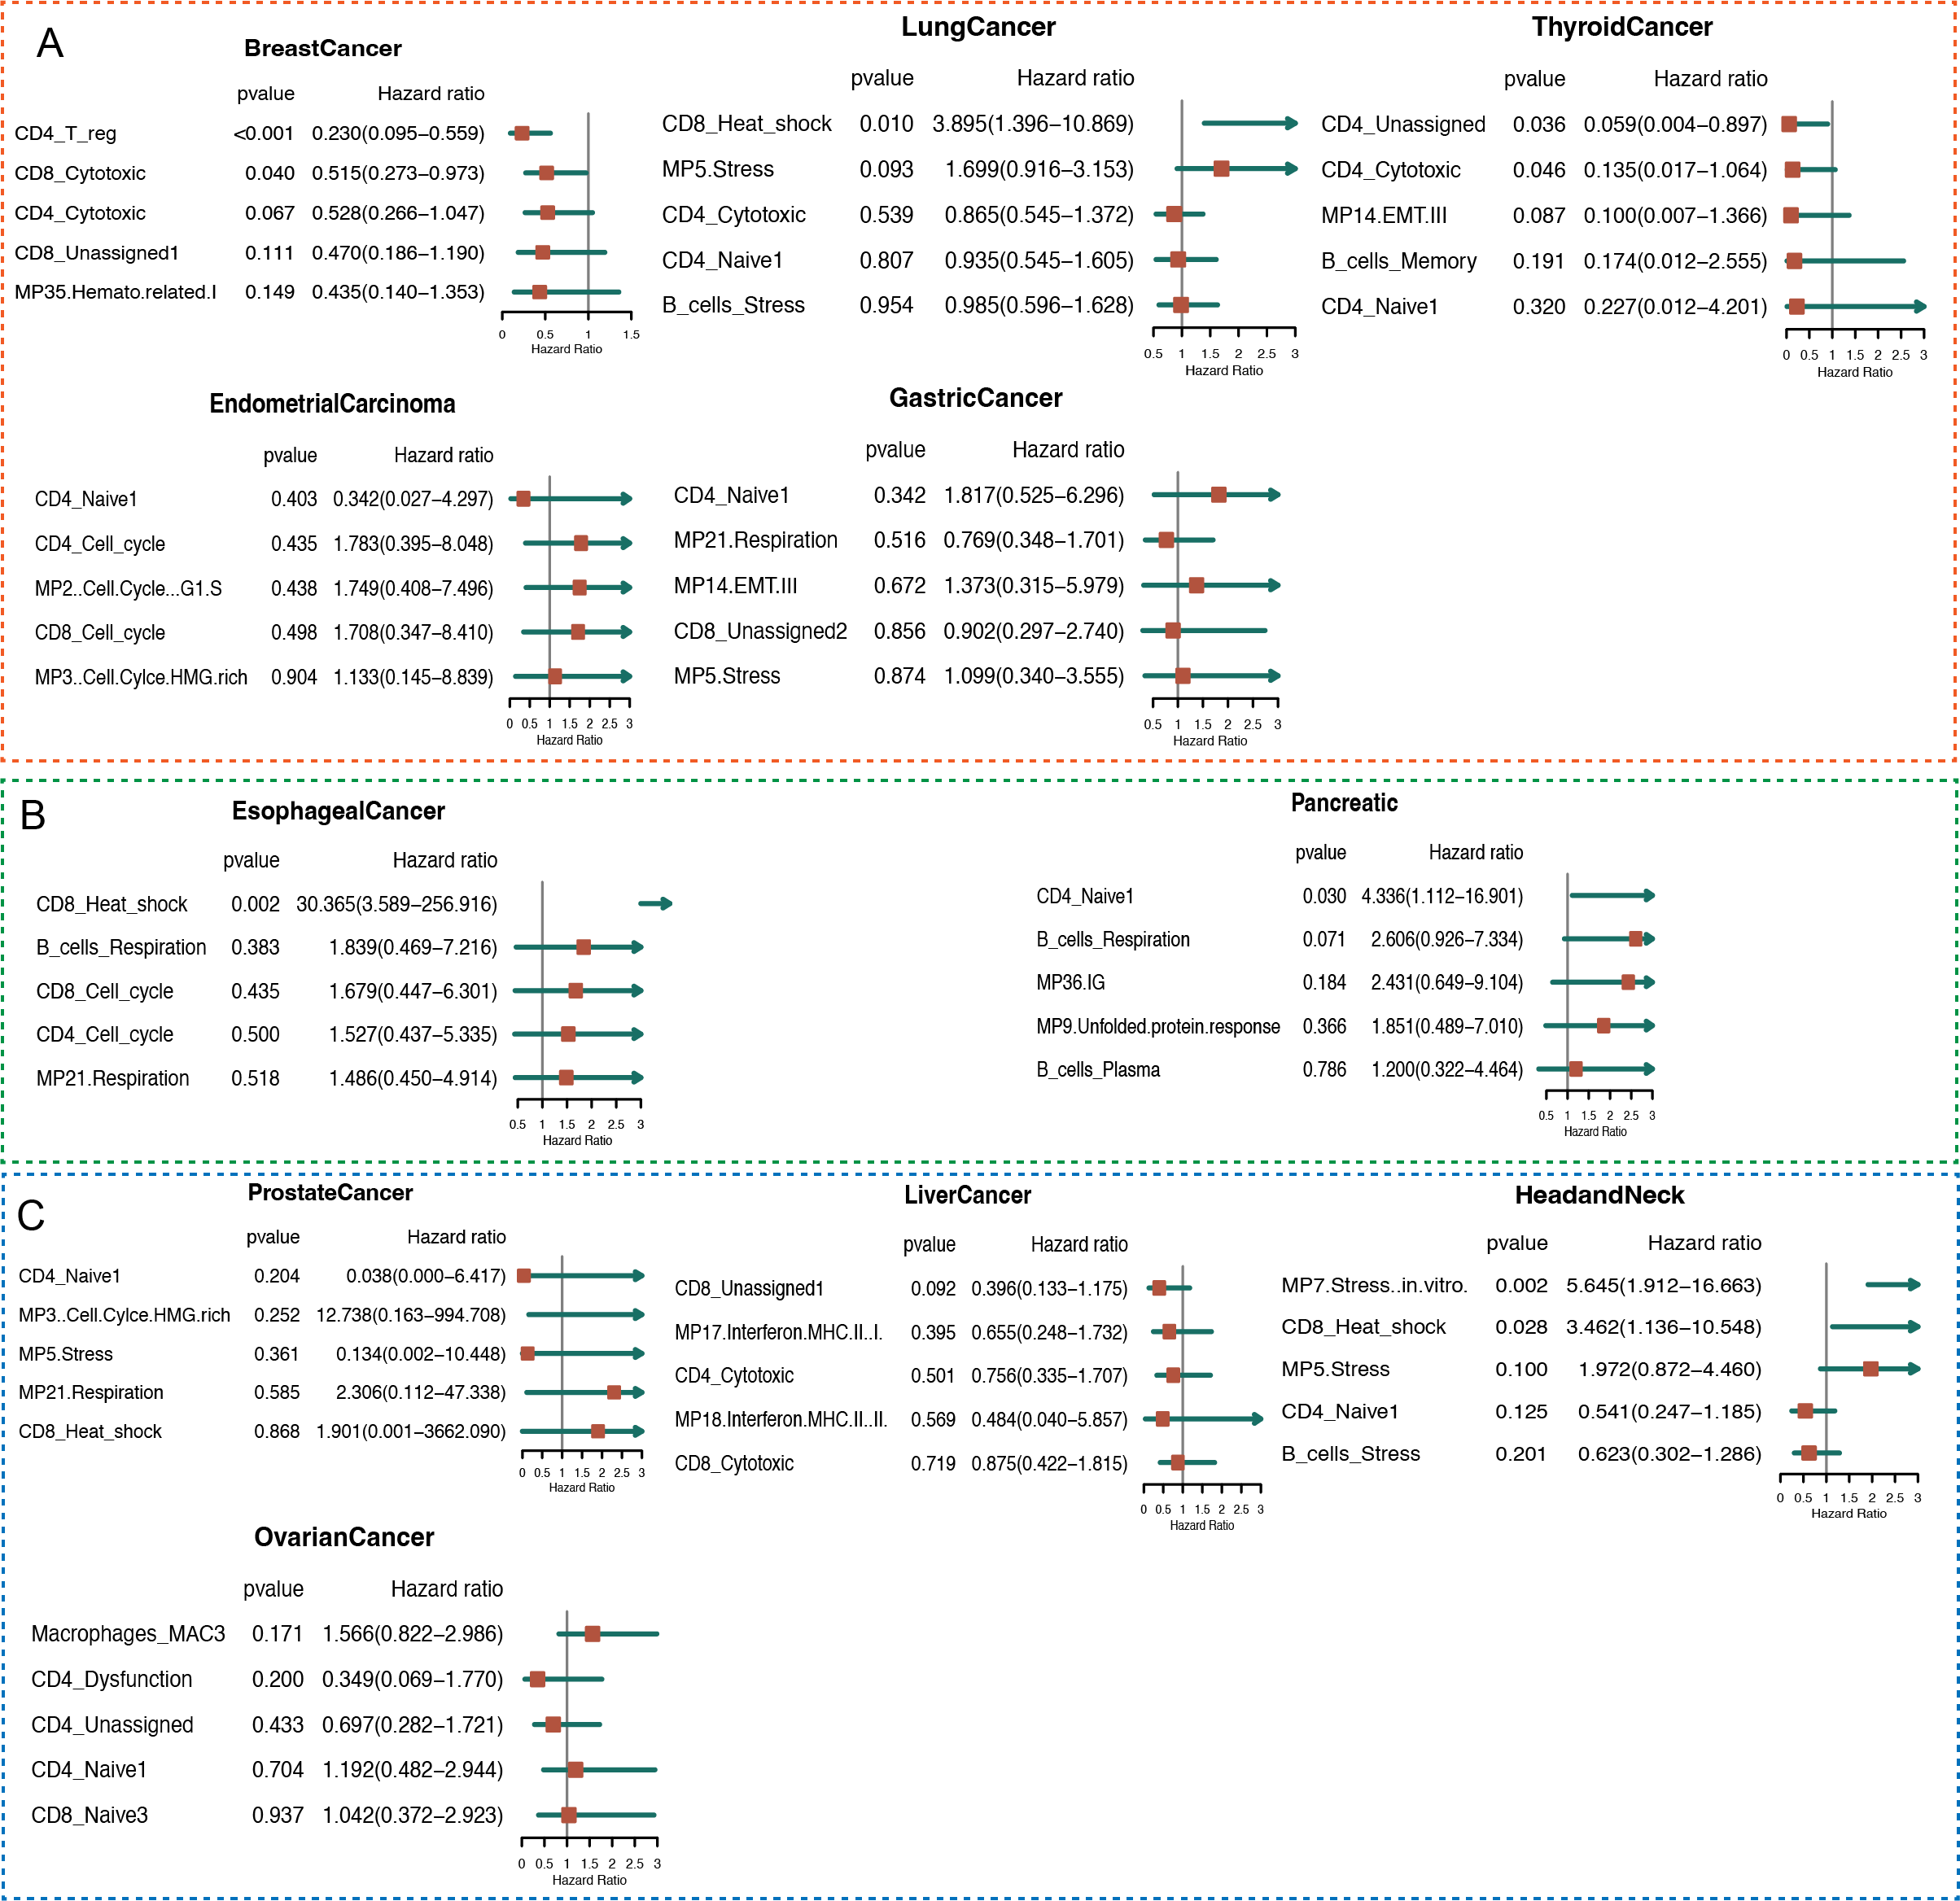 A
BreastCancer
pvalue Hazard ratio
CD4_T_reg <0.001 0.230(0.095–0.559)
CD8_Cytotoxic 0.040 0.515(0.273–0.973)
CD4_Cytotoxic 0.067 0.528(0.266–1.047)
CD8_Unassigned1 0.111 0.470(0.186–1.190)
MP35.Hemato.related.I 0.149 0.435(0.140–1.353)
0 0.5 1 1.5
Hazard Ratio
LungCancer
pvalue Hazard ratio
CD8_Heat_shock 0.010 3.895(1.396–10.869)
MP5.Stress 0.093 1.699(0.916–3.153)
CD4_Cytotoxic 0.539 0.865(0.545–1.372)
CD4_Naive1 0.807 0.935(0.545–1.605)
B_cells_Stress 0.954 0.985(0.596–1.628)
0.5 1 1.5 2 2.5 3
Hazard Ratio
ThyroidCancer
pvalue Hazard ratio
CD4_Unassigned 0.036 0.059(0.004–0.897)
CD4_Cytotoxic 0.046 0.135(0.017–1.064)
MP14.EMT.III 0.087 0.100(0.007–1.366)
B_cells_Memory 0.191 0.174(0.012–2.555)
CD4_Naive1 0.320 0.227(0.012–4.201)
0 0.5 1 1.5 2 2.5 3
Hazard Ratio
EndometrialCarcinoma
pvalue Hazard ratio
CD4_Naive1 0.403 0.342(0.027–4.297)
CD4_Cell_cycle 0.435 1.783(0.395–8.048)
MP2..Cell.Cycle...G1.S 0.438 1.749(0.408–7.496)
CD8_Cell_cycle 0.498 1.708(0.347–8.410)
MP3..Cell.Cylce.HMG.rich 0.904 1.133(0.145–8.839)
0 0.5 1 1.5 2 2.5 3
Hazard Ratio
GastricCancer
pvalue Hazard ratio
CD4_Naive1 0.342 1.817(0.525–6.296)
MP21.Respiration 0.516 0.769(0.348–1.701)
MP14.EMT.III 0.672 1.373(0.315–5.979)
CD8_Unassigned2 0.856 0.902(0.297–2.740)
MP5.Stress 0.874 1.099(0.340–3.555)
0.5 1 1.5 2 2.5 3
Hazard Ratio
B
EsophagealCancer
pvalue Hazard ratio
CD8_Heat_shock 0.002 30.365(3.589–256.916)
B_cells_Respiration 0.383 1.839(0.469–7.216)
CD8_Cell_cycle 0.435 1.679(0.447–6.301)
CD4_Cell_cycle 0.500 1.527(0.437–5.335)
MP21.Respiration 0.518 1.486(0.450–4.914)
0.5 1 1.5 2 2.5 3
Hazard Ratio
Pancreatic
pvalue Hazard ratio
CD4_Naive1 0.030 4.336(1.112–16.901)
B_cells_Respiration 0.071 2.606(0.926–7.334)
MP36.IG 0.184 2.431(0.649–9.104)
MP9.Unfolded.protein.response 0.366 1.851(0.489–7.010)
B_cells_Plasma 0.786 1.200(0.322–4.464)
0.5 1 1.5 2 2.5 3
Hazard Ratio
C
ProstateCancer
pvalue Hazard ratio
CD4_Naive1 0.204 0.038(0.000–6.417)
MP3..Cell.Cylce.HMG.rich 0.252 12.738(0.163–994.708)
MP5.Stress 0.361 0.134(0.002–10.448)
MP21.Respiration 0.585 2.306(0.112–47.338)
CD8_Heat_shock 0.868 1.901(0.001–3662.090)
0 0.5 1 1.5 2 2.5 3
Hazard Ratio
LiverCancer
pvalue Hazard ratio
CD8_Unassigned1 0.092 0.396(0.133–1.175)
MP17.Interferon.MHC.II..I. 0.395 0.655(0.248–1.732)
CD4_Cytotoxic 0.501 0.756(0.335–1.707)
MP18.Interferon.MHC.II..II. 0.569 0.484(0.040–5.857)
CD8_Cytotoxic 0.719 0.875(0.422–1.815)
0 0.5 1 1.5 2 2.5 3
Hazard Ratio
HeadandNeck
pvalue Hazard ratio
MP7.Stress..in.vitro. 0.002 5.645(1.912–16.663)
CD8_Heat_shock 0.028 3.462(1.136–10.548)
MP5.Stress 0.100 1.972(0.872–4.460)
CD4_Naive1 0.125 0.541(0.247–1.185)
B_cells_Stress 0.201 0.623(0.302–1.286)
0 0.5 1 1.5 2 2.5 3
Hazard Ratio
OvarianCancer
pvalue Hazard ratio
Macrophages_MAC3 0.171 1.566(0.822–2.986)
CD4_Dysfunction 0.200 0.349(0.069–1.770)
CD4_Unassigned 0.433 0.697(0.282–1.721)
CD4_Naive1 0.704 1.192(0.482–2.944)
CD8_Naive3 0.937 1.042(0.372–2.923)
0 0.5 1 1.5 2 2.5 3
Hazard Ratio